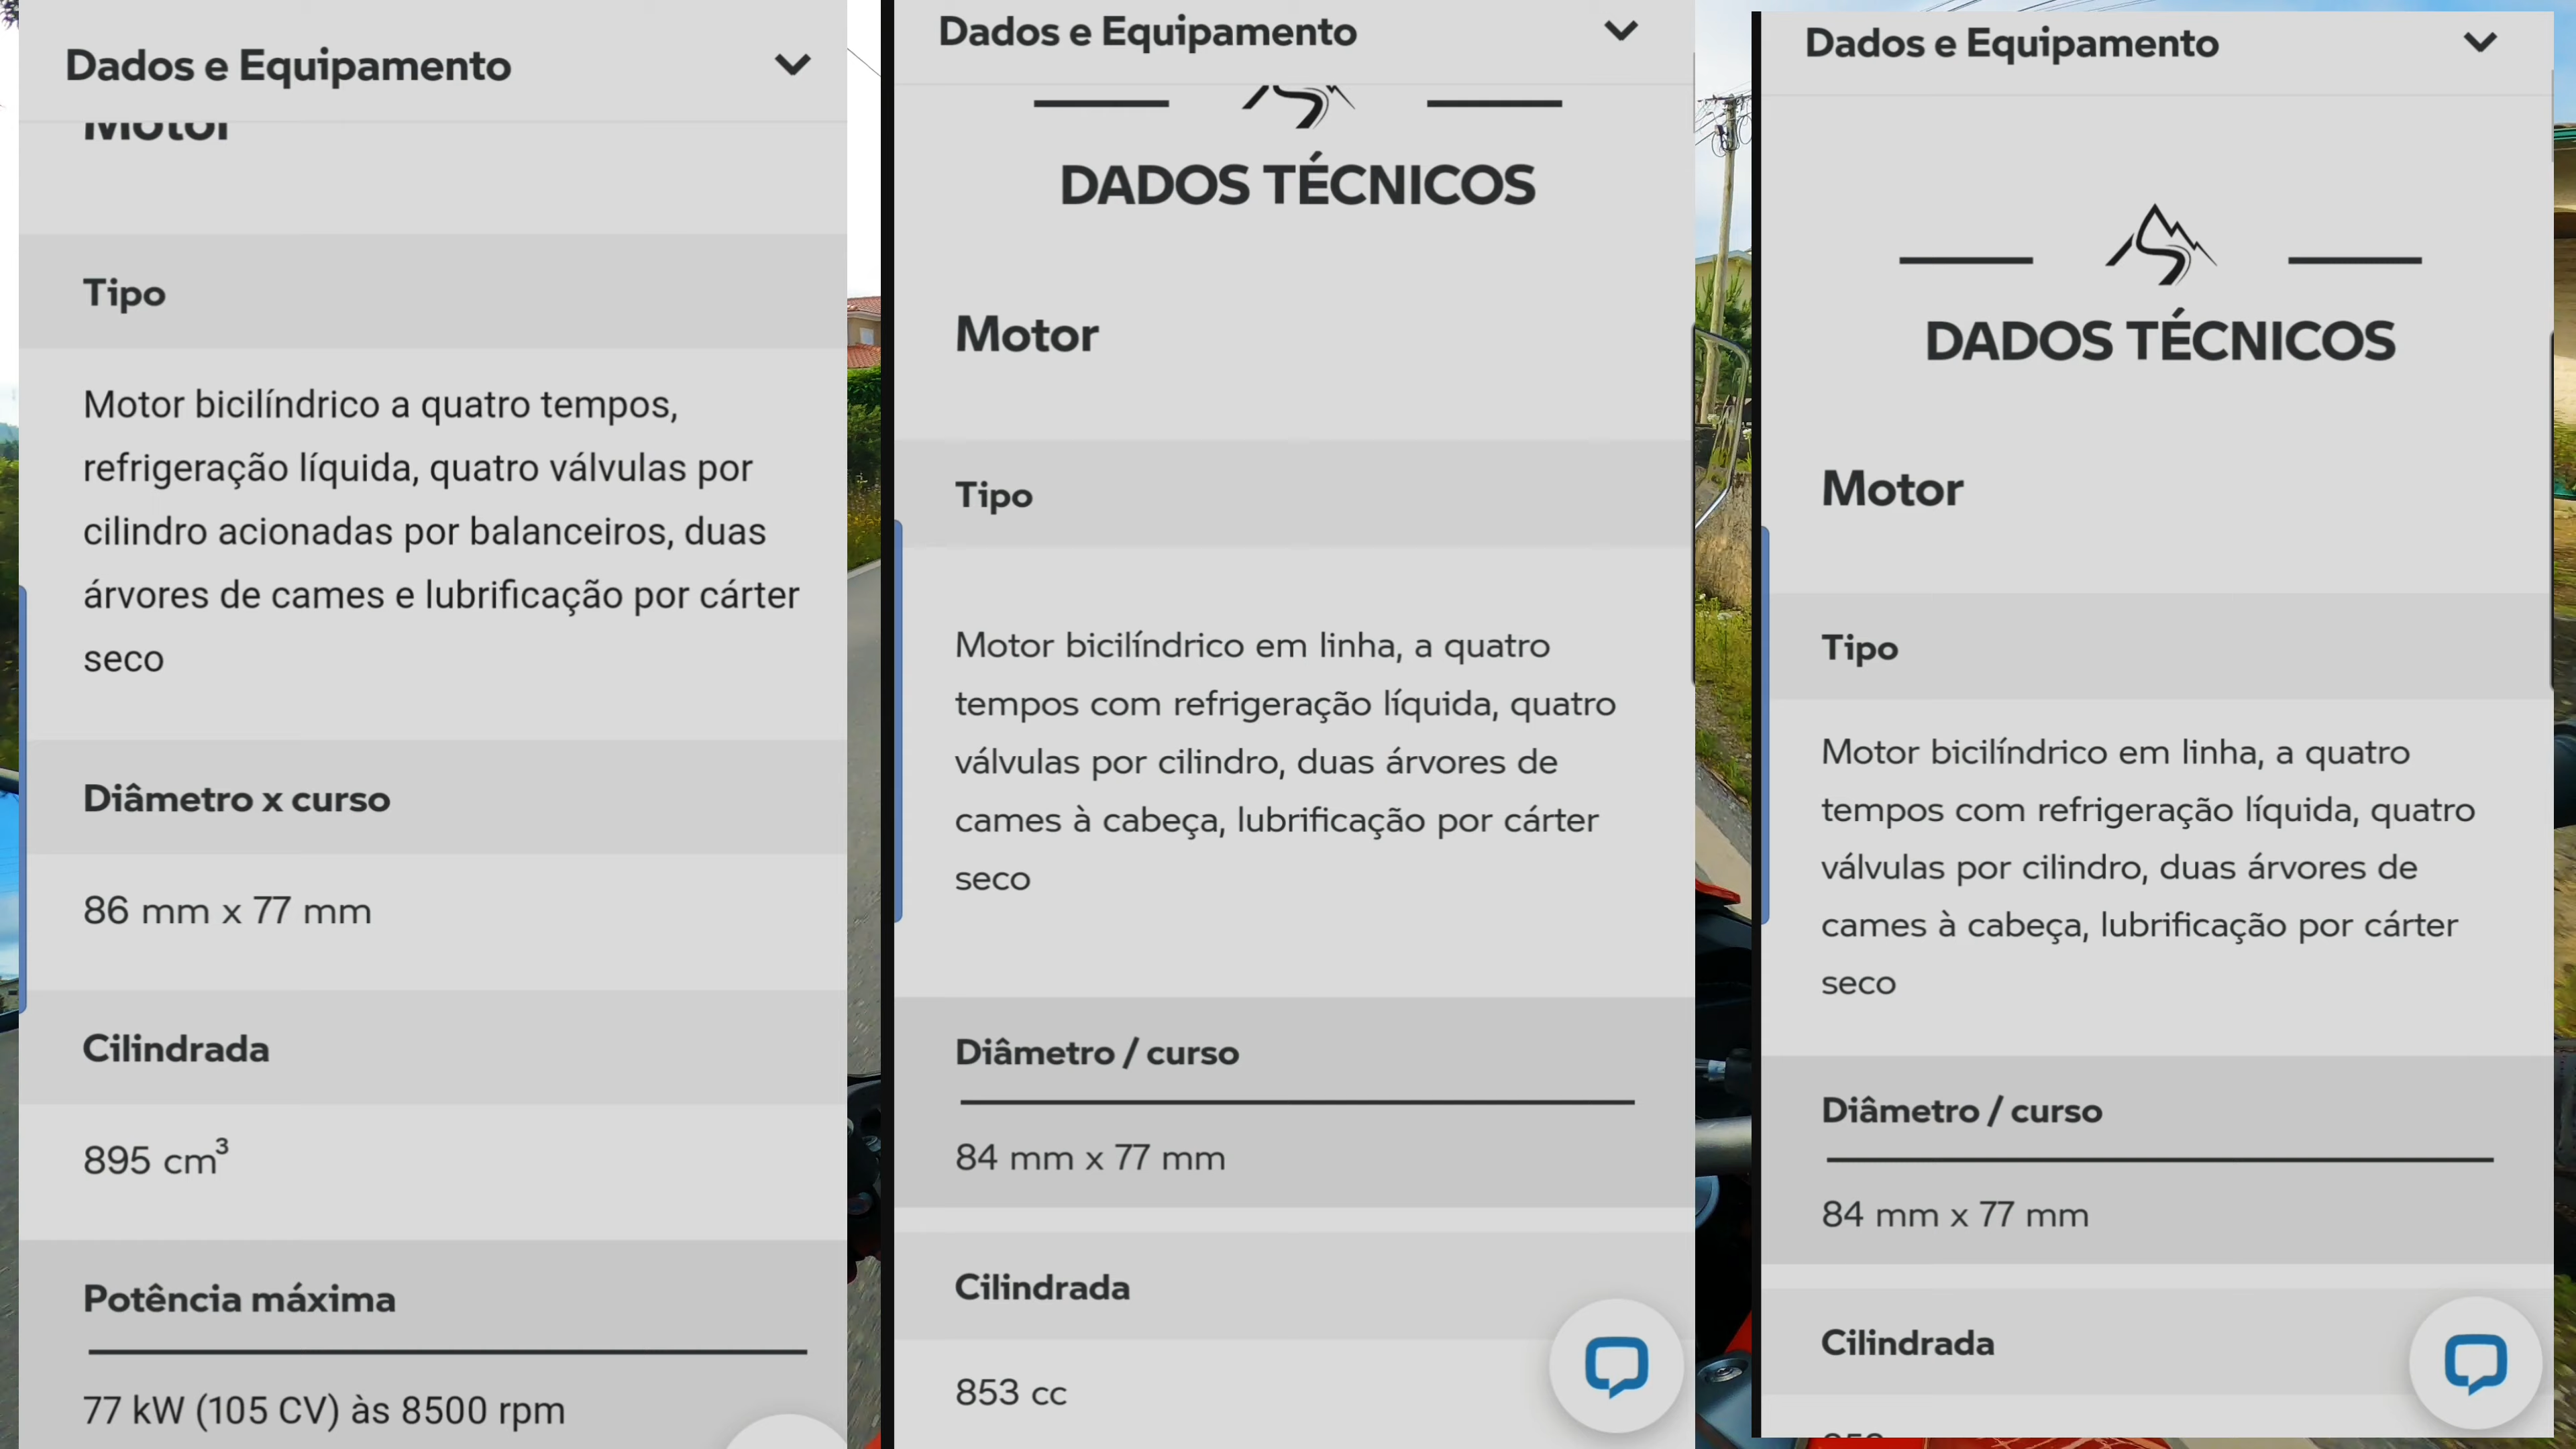 Dados e Equipamento
Motor
Tipo
Motor bicilíndrico a quatro tempos,
refrigeração líquida, quatro válvulas por
cilindro acionadas por balanceiros, duas
árvores de cames e lubrificação por cárter
seco
Diâmetro x curso
86 mm x 77 mm
Cilindrada
895 cm³
Potência máxima
77 kW (105 CV) às 8500 rpm
Dados e Equipamento
DADOS TÉCNICOS
Motor
Tipo
Motor bicilíndrico em linha, a quatro
tempos com refrigeração líquida, quatro
válvulas por cilindro, duas árvores de
cames à cabeça, lubrificação por cárter
seco
Diâmetro / curso
84 mm x 77 mm
Cilindrada
853 cc
Dados e Equipamento
DADOS TÉCNICOS
Motor
Tipo
Motor bicilíndrico em linha, a quatro
tempos com refrigeração líquida, quatro
válvulas por cilindro, duas árvores de
cames à cabeça, lubrificação por cárter
seco
Diâmetro / curso
84 mm x 77 mm
Cilindrada